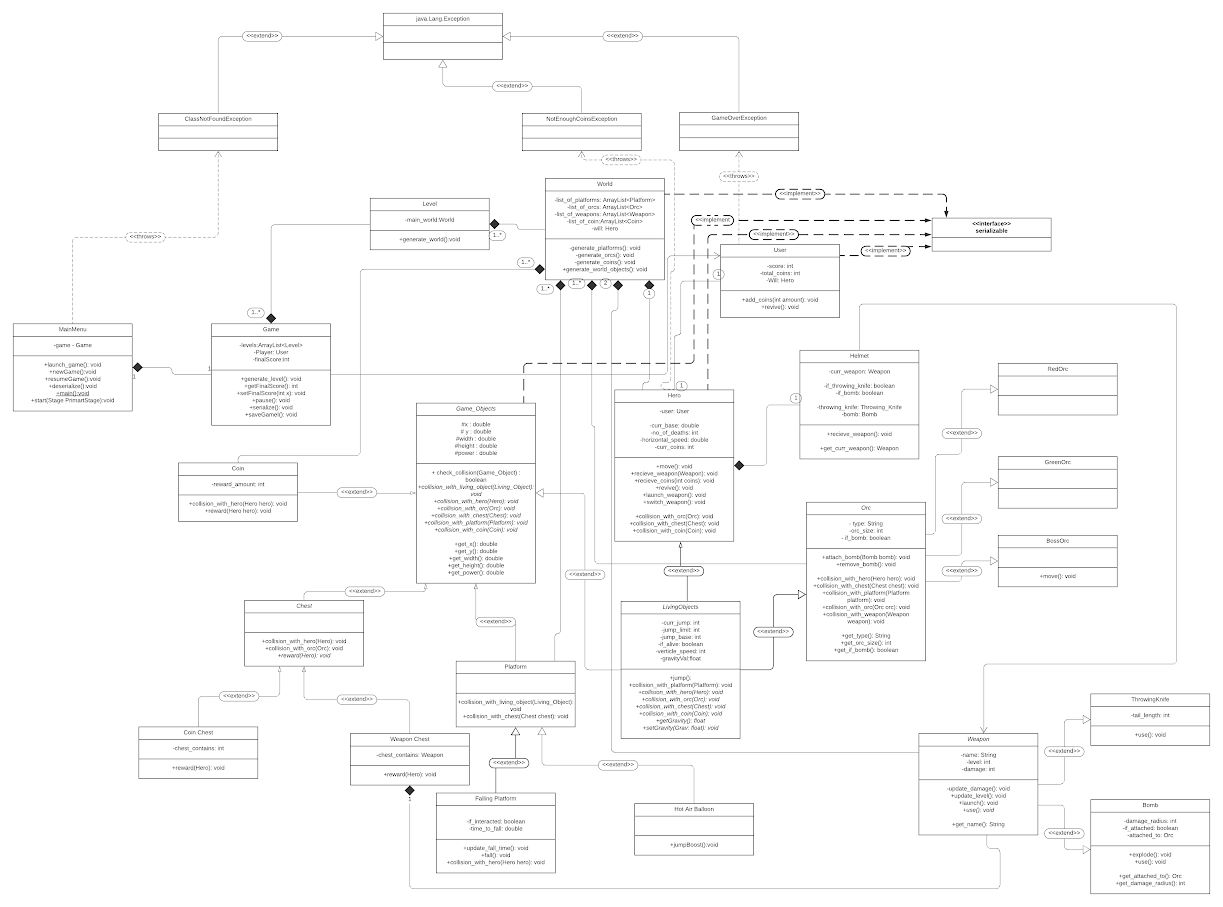 java.Lang.Exception
<<extend>>
<<extend>>
<<extend>>
ClassNotFoundException
NotEnoughCoinsException
GameOverException
<<throws>>
<<throws>>
<<throws>>
World
-list_of_platforms: ArrayList<Platform>
-list_of_orcs: ArrayList<Orc>
-list_of_weapons: ArrayList<Weapon>
-list_of_coin:ArrayList<Coin>
-will: Hero
-generate_platforms(): void
-generate_orcs(): void
-generate_coins(): void
+generate_world_objects(): void
<<implement>>
<<implement
<<implement>>
<<implement>>
<<interface>>
serializable
Level
-main_world:World
+generate_world():void
1..*
1..*
1..*
1..*
2
1
1..*
User
-score: int
-total_coins: int
-Will: Hero
+add_coins(int amount): void
+revive(): void
1
MainMenu
-game - Game
+launch_game(): void
+newGame():void
+resumeGame():void
+deserialize():void
+main():void
+start(Stage PrimartStage):void
1
1
Game
-levels:ArrayList<Level>
-Player: User
-finalScore:int
+generate_level(): void
+getFinalScore(): int
+setFinalScore(int x): void
+pause(): void
+serialize(): void
+saveGame(): void
Coin
-reward_amount: int
+collision_with_hero(Hero hero): void
+reward(Hero hero): void
<<extend>>
Game_Objects
#x : double
# y : double
#width : double
#height : double
#power : double
+ check_collision(Game_Object) :
boolean
+collision_with_living_object(Living_Object):
void
+collision_with_hero(Hero): void
+collision_with_orc(Orc): void
+collision_with_chest(Chest): void
+collision_with_platform(Platform): void
+collision_with_coin(Coin): void
+get_x(): double
+get_y(): double
+get_width(): double
+get_height(): double
+get_power(): double
1
Hero
-user: User
-curr_base: double
-no_of_deaths: int
-horizontal_speed: double
-curr_coins: int
+move(): void
+recieve_weapon(Weapon): void
+recieve_coins(int coins): void
+revive(): void
+launch_weapon(): void
+switch_weapon(): void
+collision_with_orc(Orc): void
+collision_with_chest(Chest): void
+collision_with_coin(Coin): void
1
Helmet
-curr_weapon: Weapon
-if_throwing_knife: boolean
-if_bomb: boolean
-throwing_knife: Throwing_Knife
-bomb: Bomb
+recieve_weapon(): void
+get_curr_weapon(): Weapon
RedOrc
<<extend>>
GreenOrc
<<extend>>
BossOrc
+move(): void
<<extend>>
Orc
- type: String
-orc_size: int
- if_bomb: boolean
+attach_bomb(Bomb bomb): void
+remove_bomb(): void
+collision_with_hero(Hero hero): void
+collision_with_chest(Chest chest): void
+collision_with_platform(Platform
platform): void
+collision_with_orc(Orc orc): void
+collision_with_weapon(Weapon
weapon): void
+get_type(): String
+get_orc_size(): int
+get_if_bomb(): boolean
<<extend>>
<<extend>>
<<extend>>
LivingObjects
-curr_jump: int
-jump_limit: int
-jump_base: int
-if_alive: boolean
-verticle_speed: int
-gravityVal:float
+jump();
+collision_with_platform(Platform): void
+collision_with_hero(Hero): void
+collision_with_orc(Orc): void
+collision_with_chest(Chest): void
+collision_with_coin(Coin): void
+getGravity(): float
+setGravity(Grav: float): void
<<extend>>
Chest
+collision_with_hero(Hero): void
+collision_with_orc(Orc): void
+reward(Hero): void
<<extend>>
Platform
+collision_with_living_object(Living_Object):
void
+collision_with_chest(Chest chest): void
<<extend>>
<<extend>>
Coin Chest
-chest_contains: int
+reward(Hero): void
Weapon Chest
-chest_contains: Weapon
+reward(Hero): void
1
<<extend>>
<<extend>>
Falling Platform
-if_interacted: boolean
-time_to_fall: double
+update_fall_time(): void
+fall(): void
+collision_with_hero(Hero hero): void
Hot Air Balloon
+jumpBoost():void
Weapon
-name: String
-level: int
-damage: int
-update_damage(): void
+update_level(): void
+launch(): void
+use(): void
+get_name(): String
ThrowingKnife
-tail_length: int
+use(): void
<<extend>>
<<extend>>
Bomb
-damage_radius: int
-if_attached: boolean
-attached_to: Orc
+explode(): void
+use(): void
+get_attached_to(): Orc
+get_damage_radius(): int